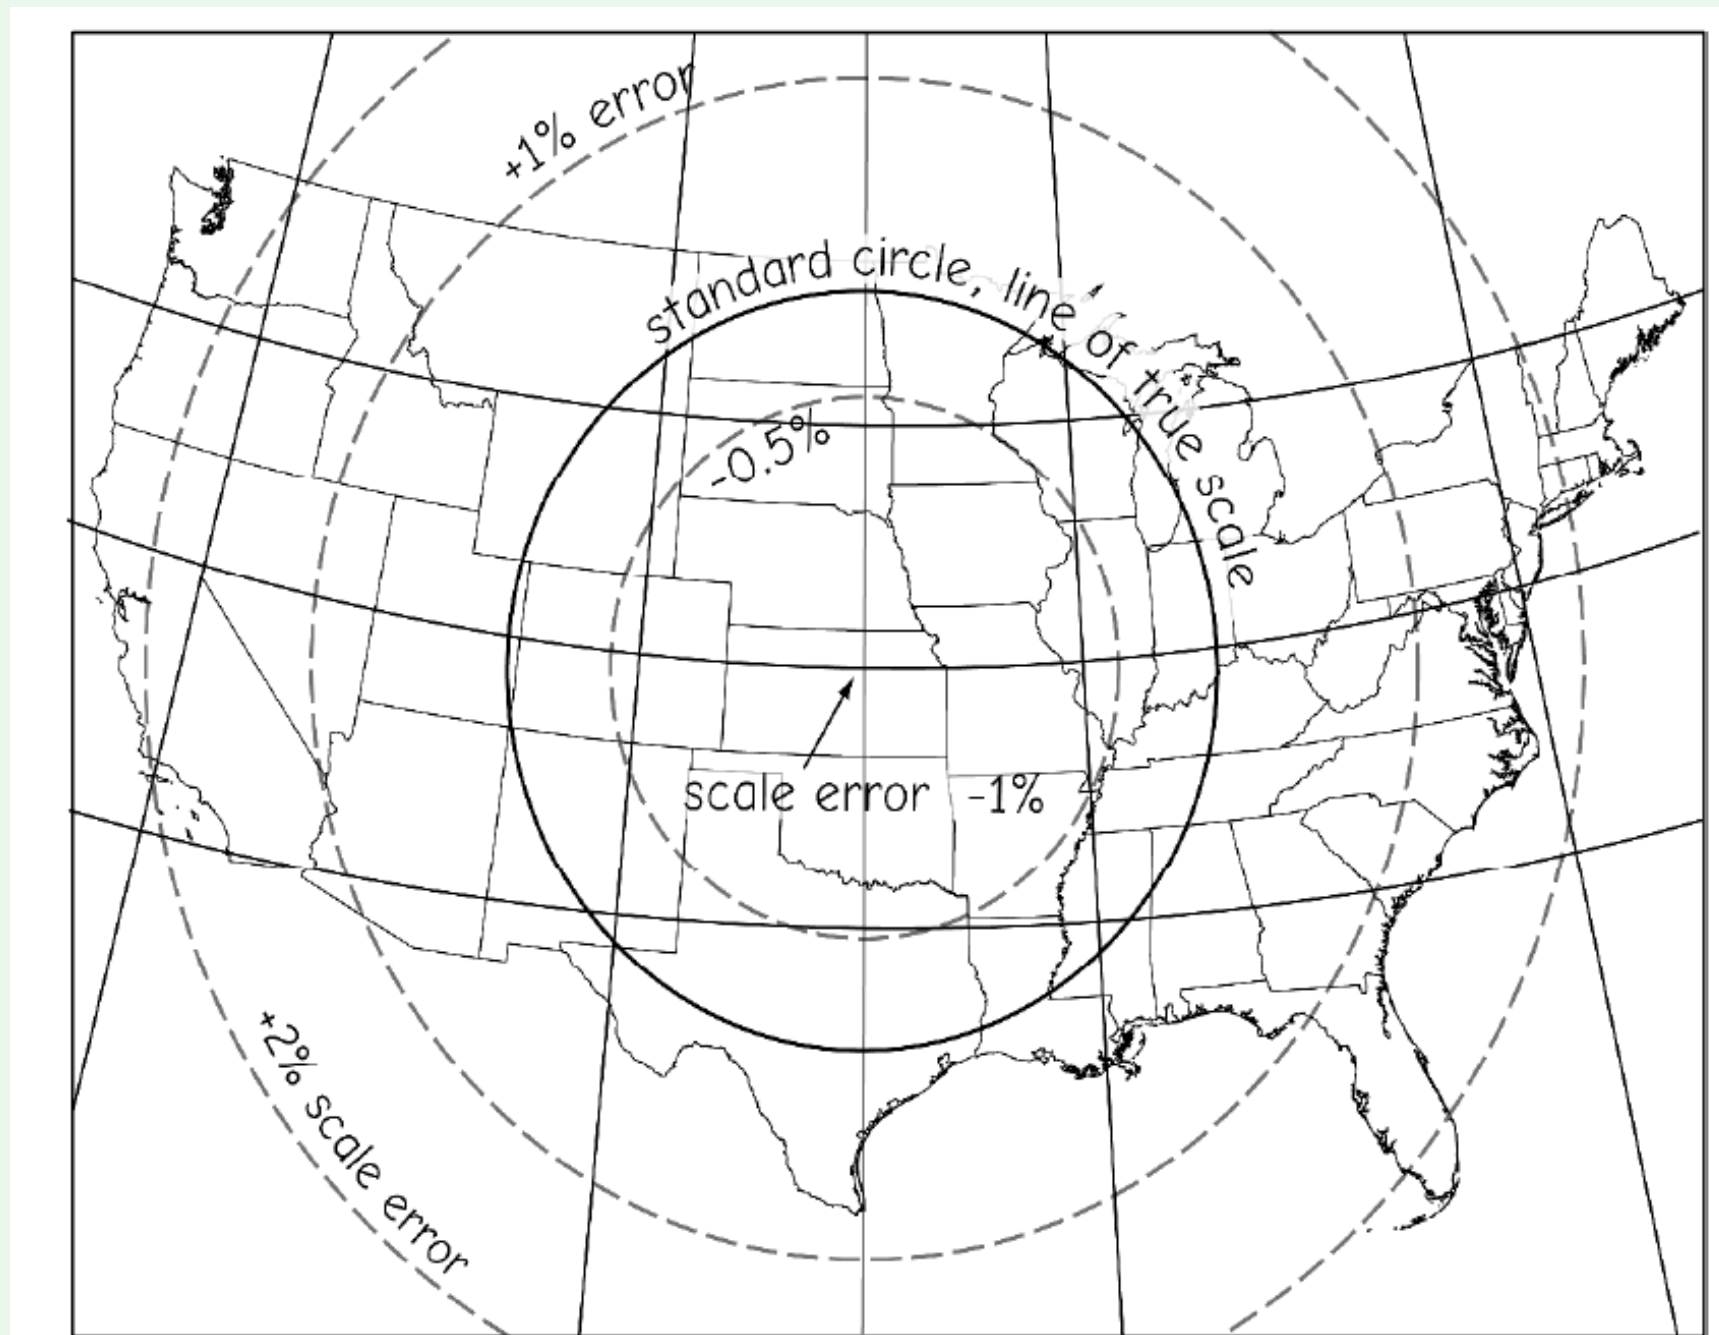 +1% error
standard circle, line of true scale
-0.5%
scale error -1%
+2% scale error